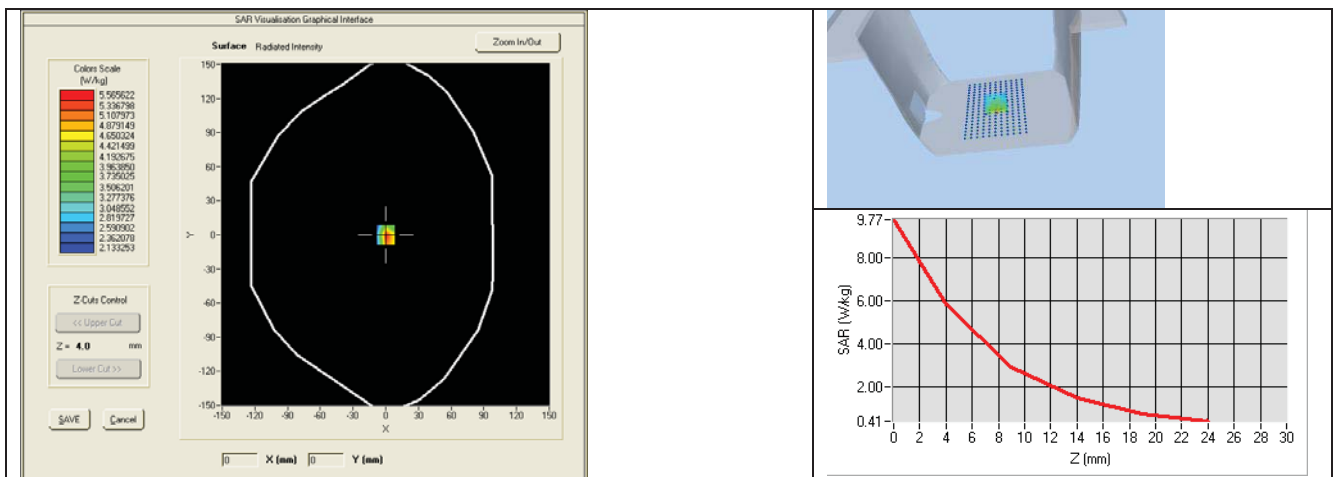 SAR Visualisation Graphical Interface
Surface Radiated Intensity
Zoom In/Out
Colors Scale
(W/kg)
5.565622
5.336798
5.107973
4.879149
4.650324
4.421499
4.192675
3.963850
3.735025
3.506201
3.277376
3.048552
2.819727
2.590902
2.362078
2.133253
Z-Cuts Control
<< Upper Cut
Z = 4.0 mm
Lower Cut >>
SAVE Cancel
150
120
90
60
30
0
-30
-60
-90
-120
-150
Y
-150 -120 -90 -60 -30 0 30 60 90 120 150
X
0 X (mm) 0 Y (mm)
9.77
8.00
6.00
4.00
2.00
0.41
SAR (W/kg)
0 2 4 6 8 10 12 14 16 18 20 22 24 26 28 30
Z (mm)